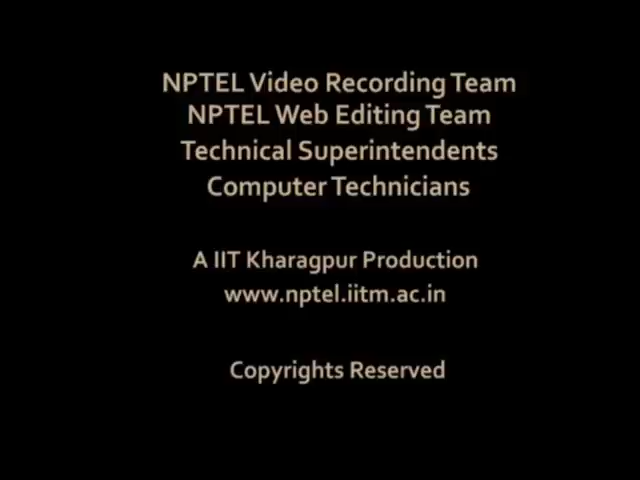 NPTEL Video Recording Team
NPTEL Web Editing Team
Technical Superintendents
Computer Technicians
A IIT Kharagpur Production
www.nptel.iitm.ac.in
Copyrights Reserved